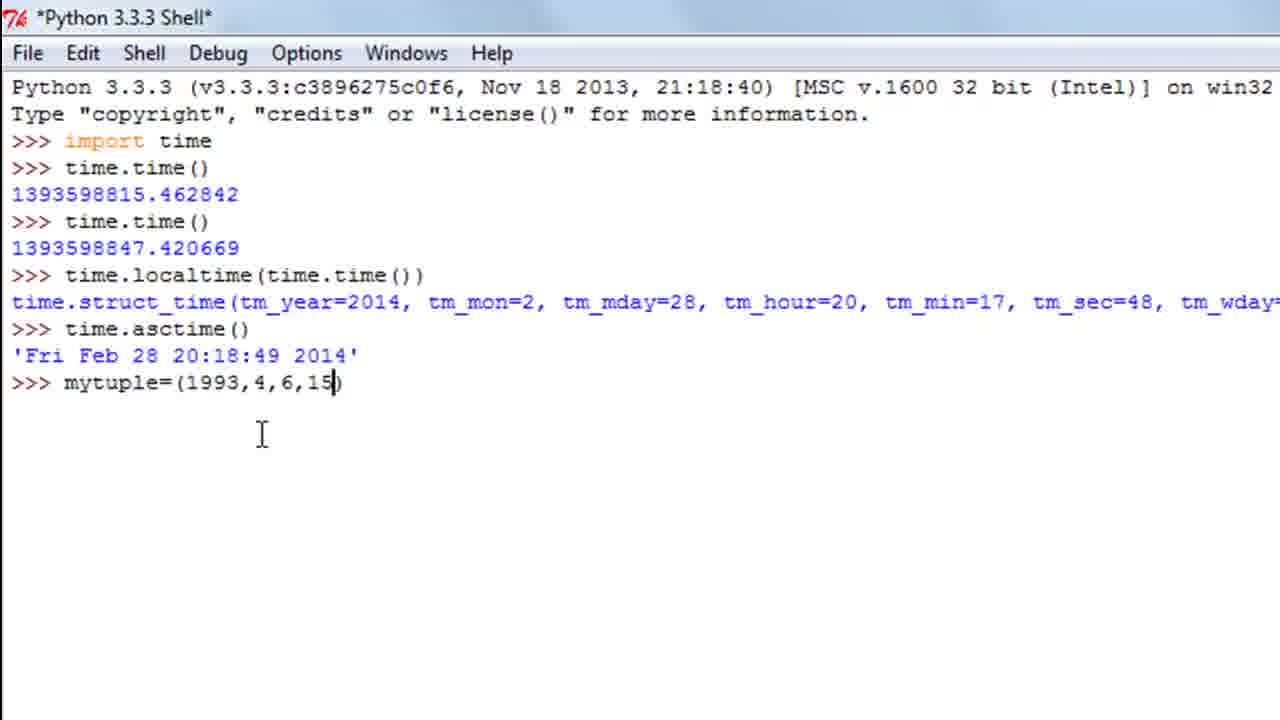 *Python 3.3.3 Shell*
File Edit Shell Debug Options Windows Help
Python 3.3.3 (v3.3.3:c3896275c0f6, Nov 18 2013, 21:18:40) [MSC v.1600 32 bit (Intel)] on win32
Type "copyright", "credits" or "license()" for more information.
>>> import time
>>> time.time()
1393598815.462842
>>> time.time()
1393598847.420669
>>> time.localtime(time.time())
time.struct_time(tm_year=2014, tm_mon=2, tm_mday=28, tm_hour=20, tm_min=17, tm_sec=48, tm_wday=
>>> time.asctime()
'Fri Feb 28 20:18:49 2014'
>>> mytuple=(1993,4,6,15)